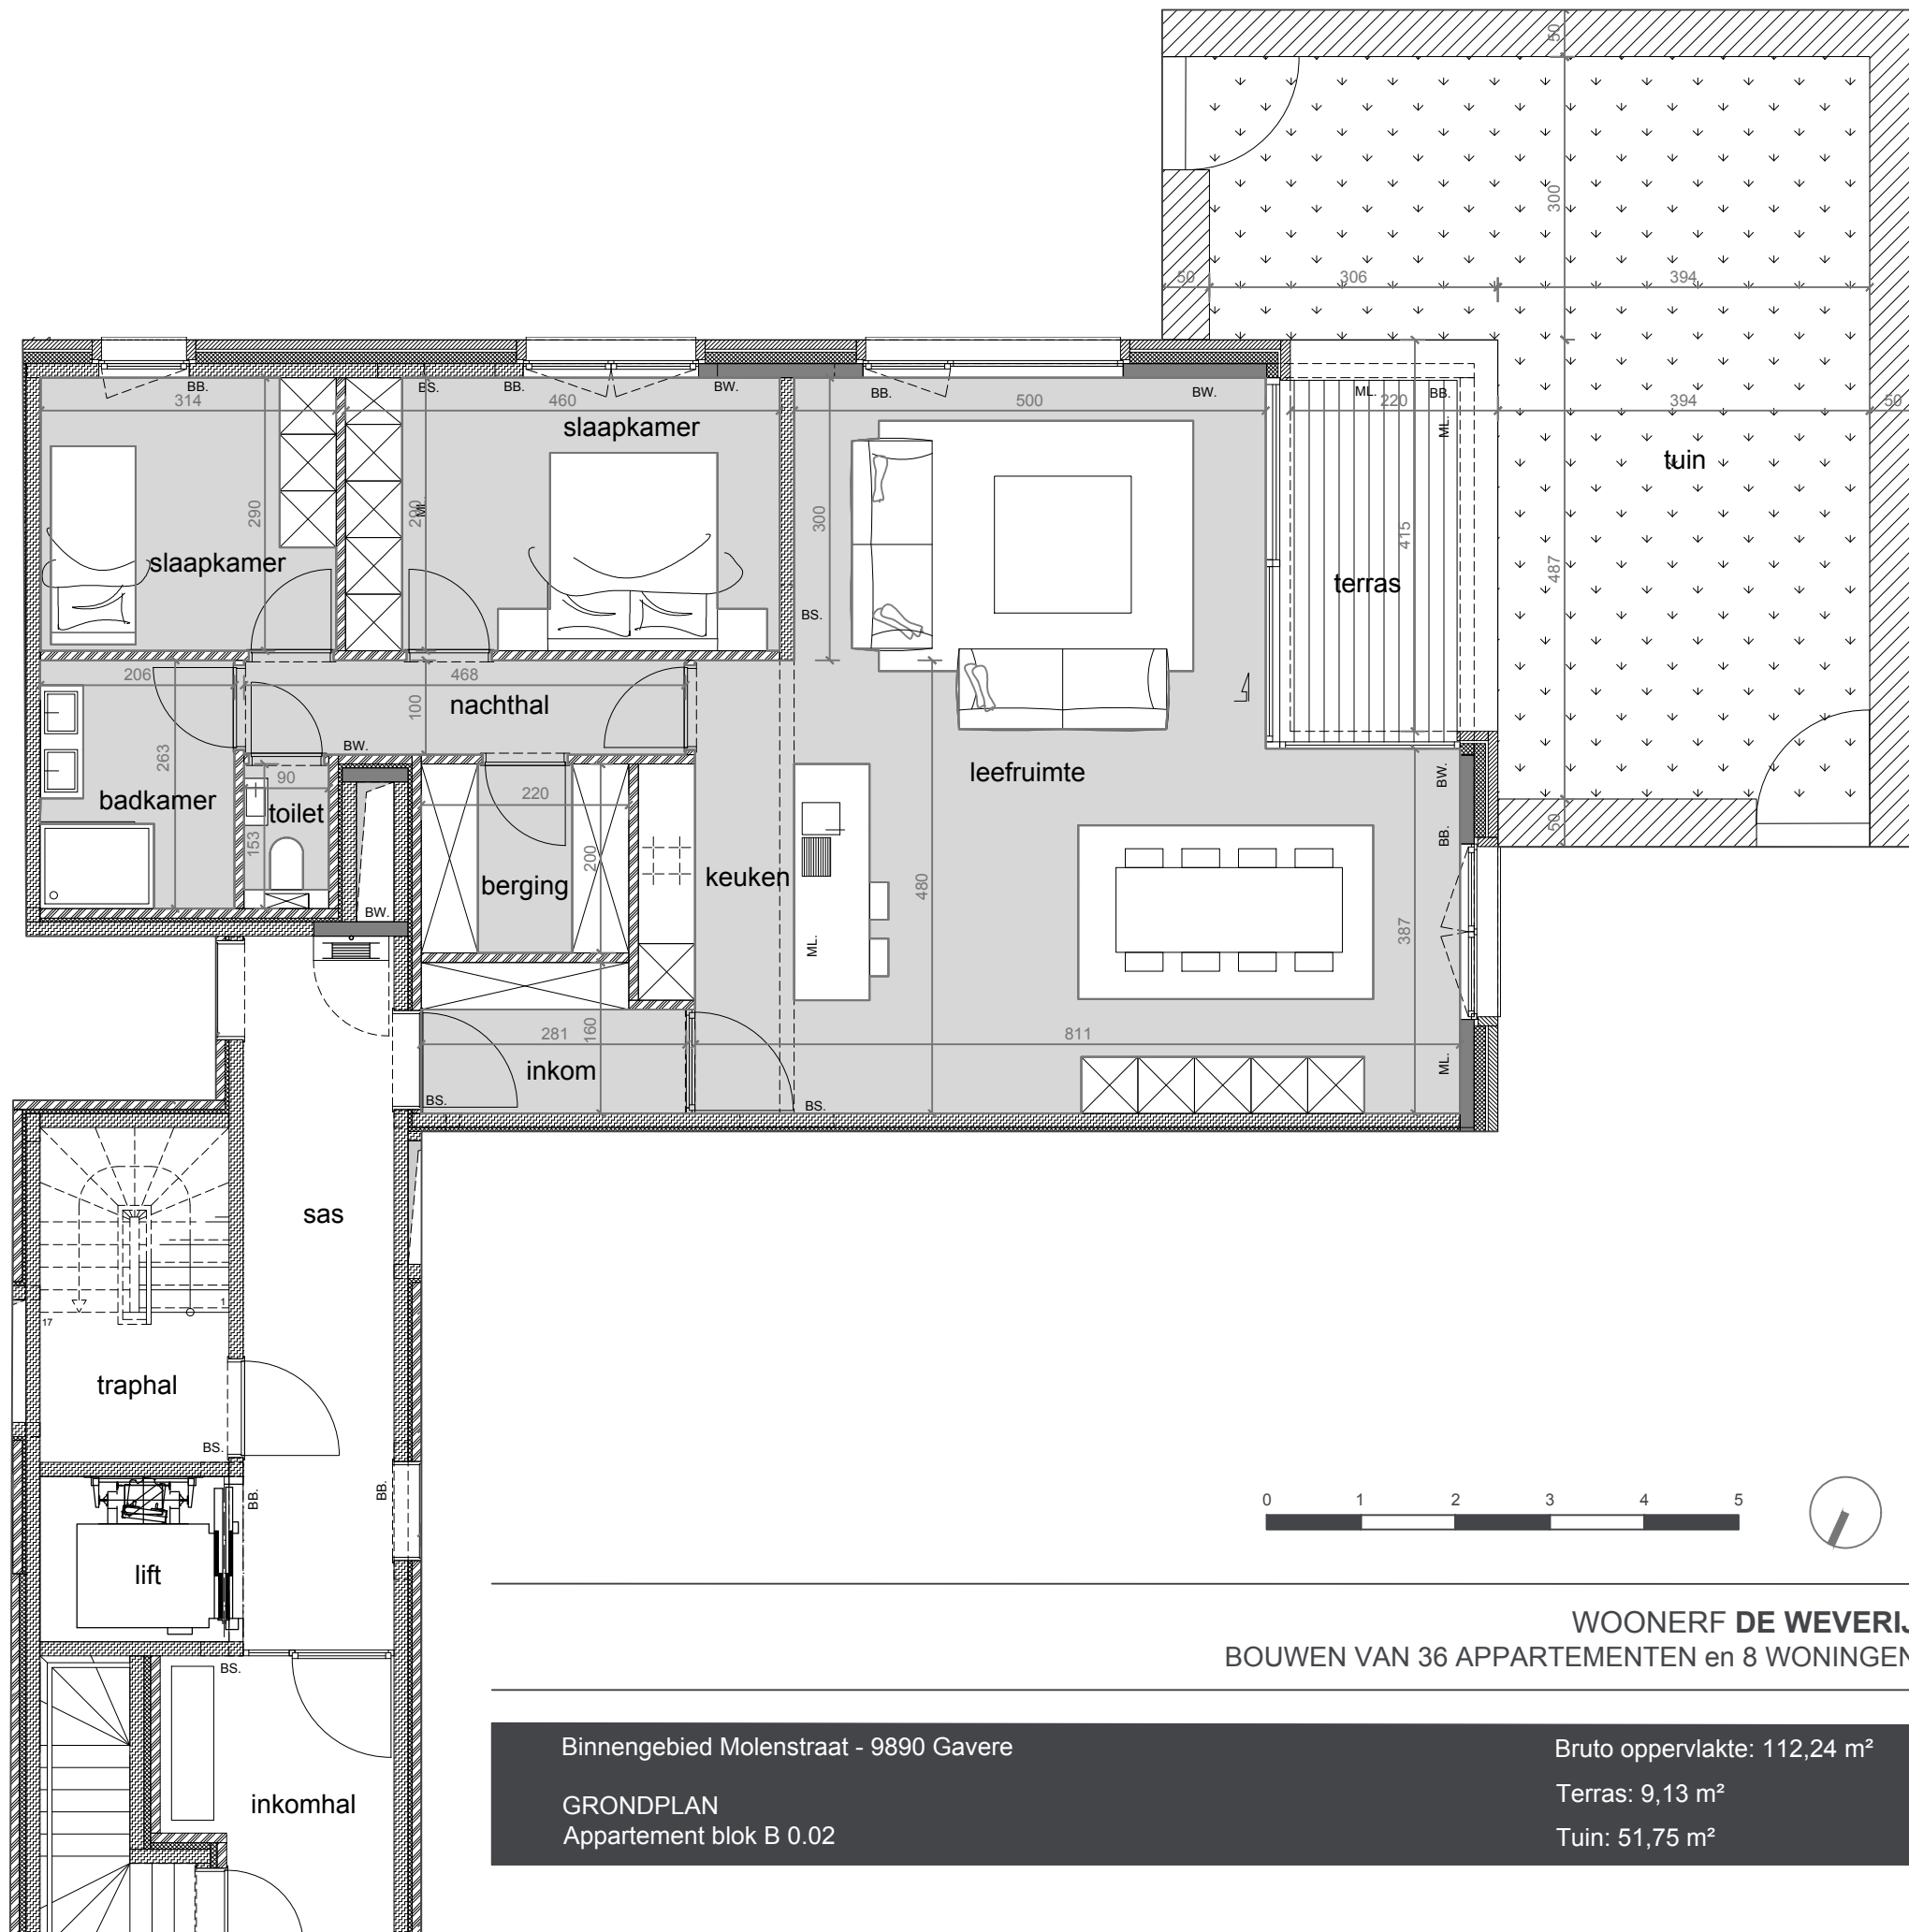 50
300
50
306
394
BB.
BS.
BB.
BW.
BB.
BW.
ML.
BB.
314
460
500
220
394
50
slaapkamer
ML.
tuin
290
290
ML.
300
415
487
slaapkamer
terras
BS.
206
468
100
nachthal
BW.
leefruimte
263
90
220
BW.
badkamer
toilet
50
BB.
153
200
berging
keuken
480
BW.
387
ML.
281
160
811
inkom
ML.
BS.
BS.
sas
1
17
traphal
BS.
BB.
BB.
0 1 2 3 4 5
lift
WOONERF DE WEVERIJ
BOUWEN VAN 36 APPARTEMENTEN en 8 WONINGEN
BS.
Binnengebied Molenstraat - 9890 Gavere
Bruto oppervlakte: 112,24 m²
Terras: 9,13 m²
inkomhal
GRONDPLAN
Appartement blok B 0.02
Tuin: 51,75 m²